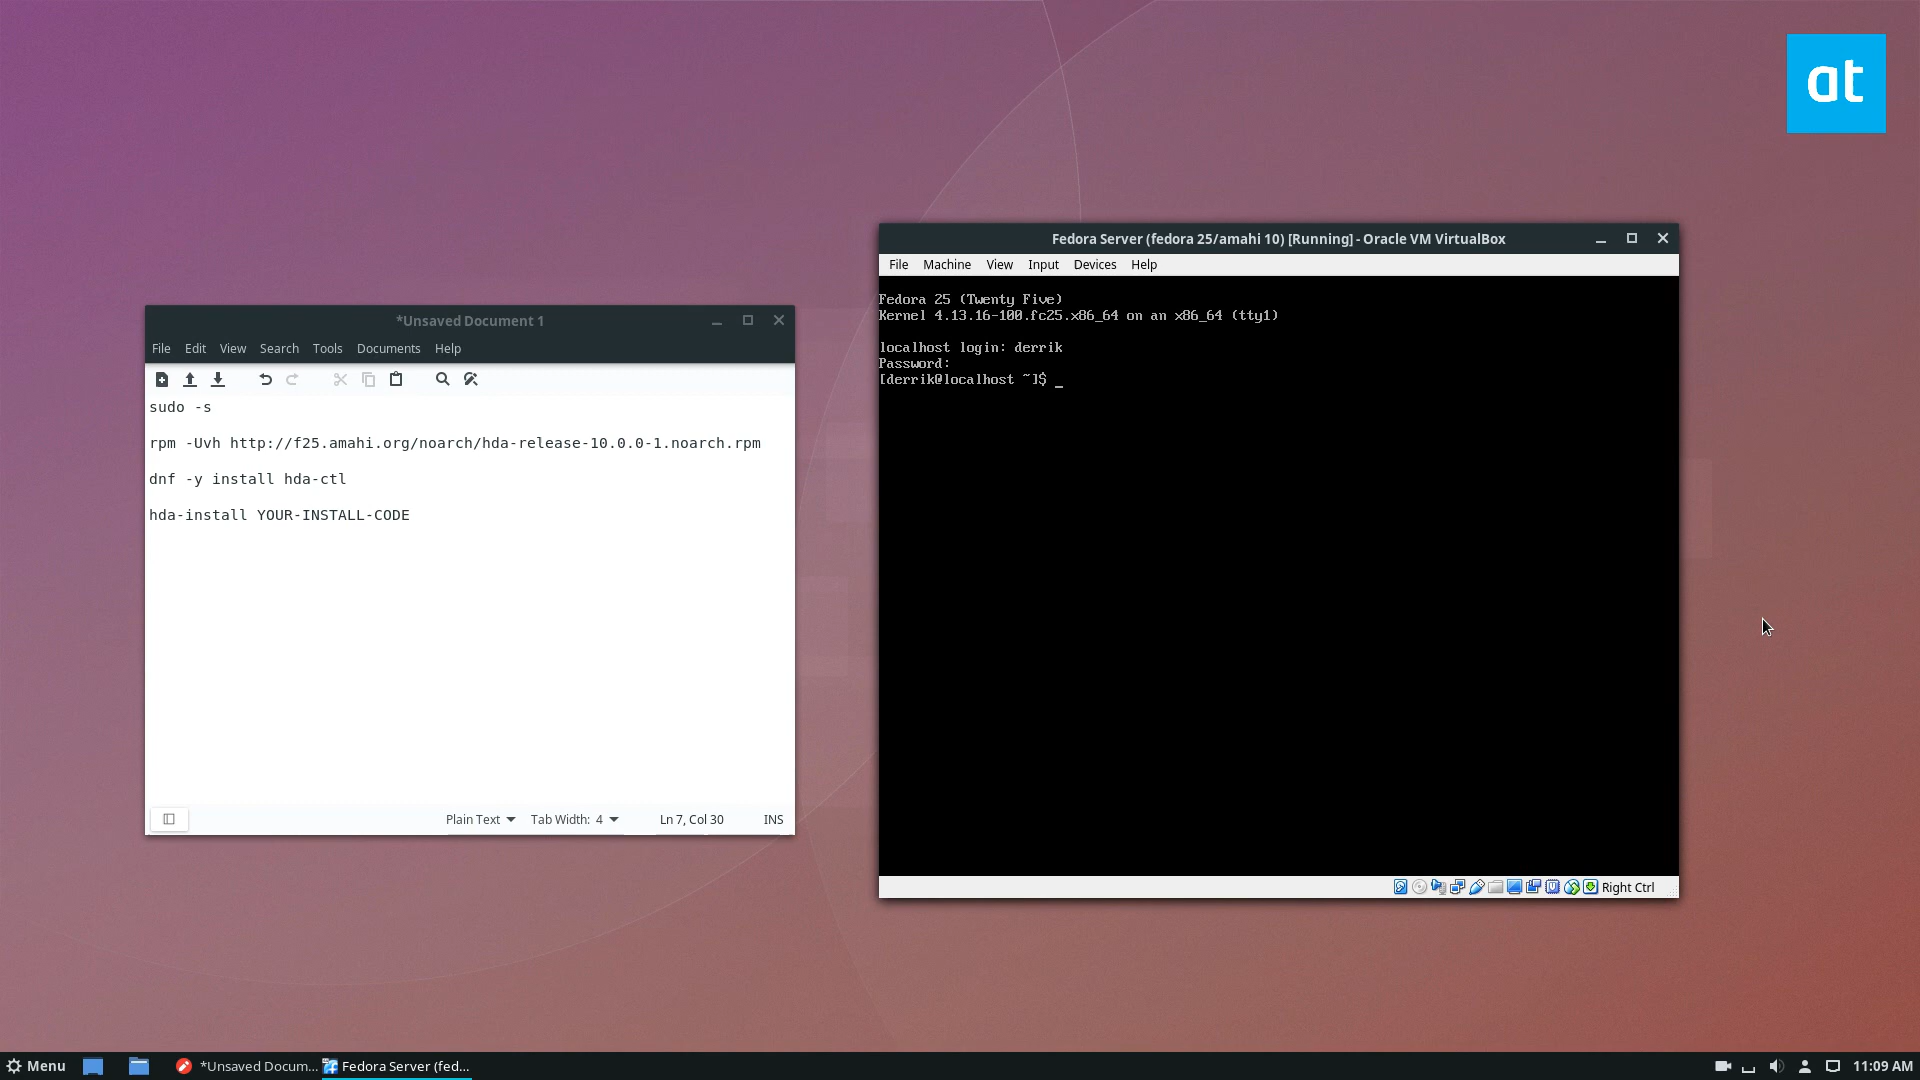 at
Fedora Server (fedora 25/amahi 10) [Running] - Oracle VM VirtualBox
File Machine View Input Devices Help
Fedora 25 (Twenty Five)
Kernel 4.13.16-100.fc25.x86_64 on an x86_64 (tty1)
localhost login: derrik
Password:
[derrik@localhost ~]$ _
Right Ctrl
*Unsaved Document 1
File Edit View Search Tools Documents Help
sudo -s
rpm -Uvh http://f25.amahi.org/noarch/hda-release-10.0.0-1.noarch.rpm
dnf -y install hda-ctl
hda-install YOUR-INSTALL-CODE
Plain Text Tab Width: 4 Ln 7, Col 30 INS
Menu *Unsaved Docum... Fedora Server (fed... 11:09 AM